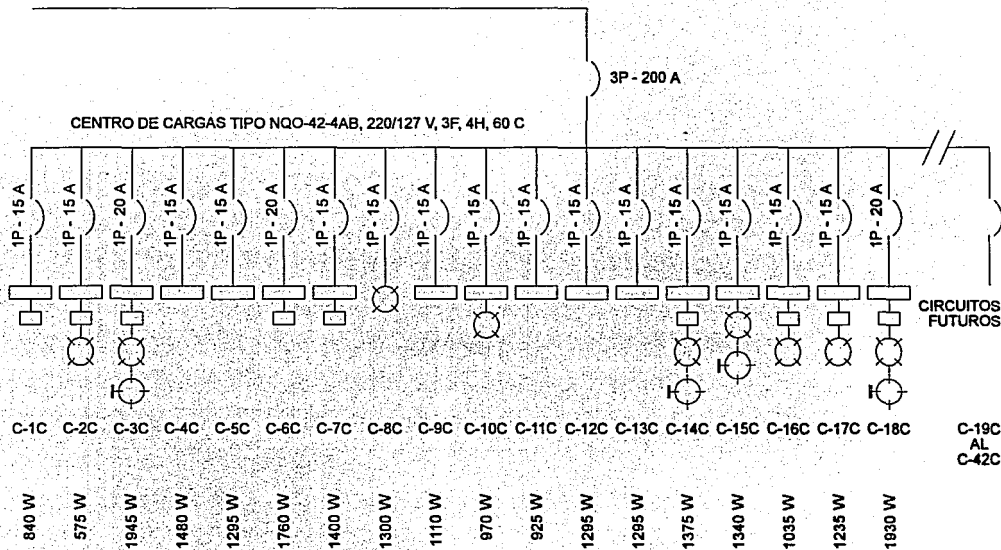 3P - 200 A
CENTRO DE CARGAS TIPO NQO-42-4AB, 220/127 V, 3F, 4H, 60 C
1P - 15 A
1P - 15 A
1P - 20 A
1P - 15 A
1P - 15 A
1P - 20 A
1P - 15 A
1P - 15 A
1P - 15 A
1P - 15 A
1P - 15 A
1P - 15 A
1P - 15 A
1P - 15 A
1P - 15 A
1P - 15 A
1P - 15 A
1P - 20 A
CIRCUITOS
FUTUROS
C-1C C-2C C-3C C-4C C-5C C-6C C-7C C-8C C-9C C-10C C-11C C-12C C-13C C-14C C-15C C-16C C-17C C-18C
C-19C
AL
C-42C
840 W
575 W
1945 W
1480 W
1295 W
1760 W
1400 W
1300 W
1110 W
970 W
925 W
1295 W
1295 W
1375 W
1340 W
1035 W
1235 W
1930 W